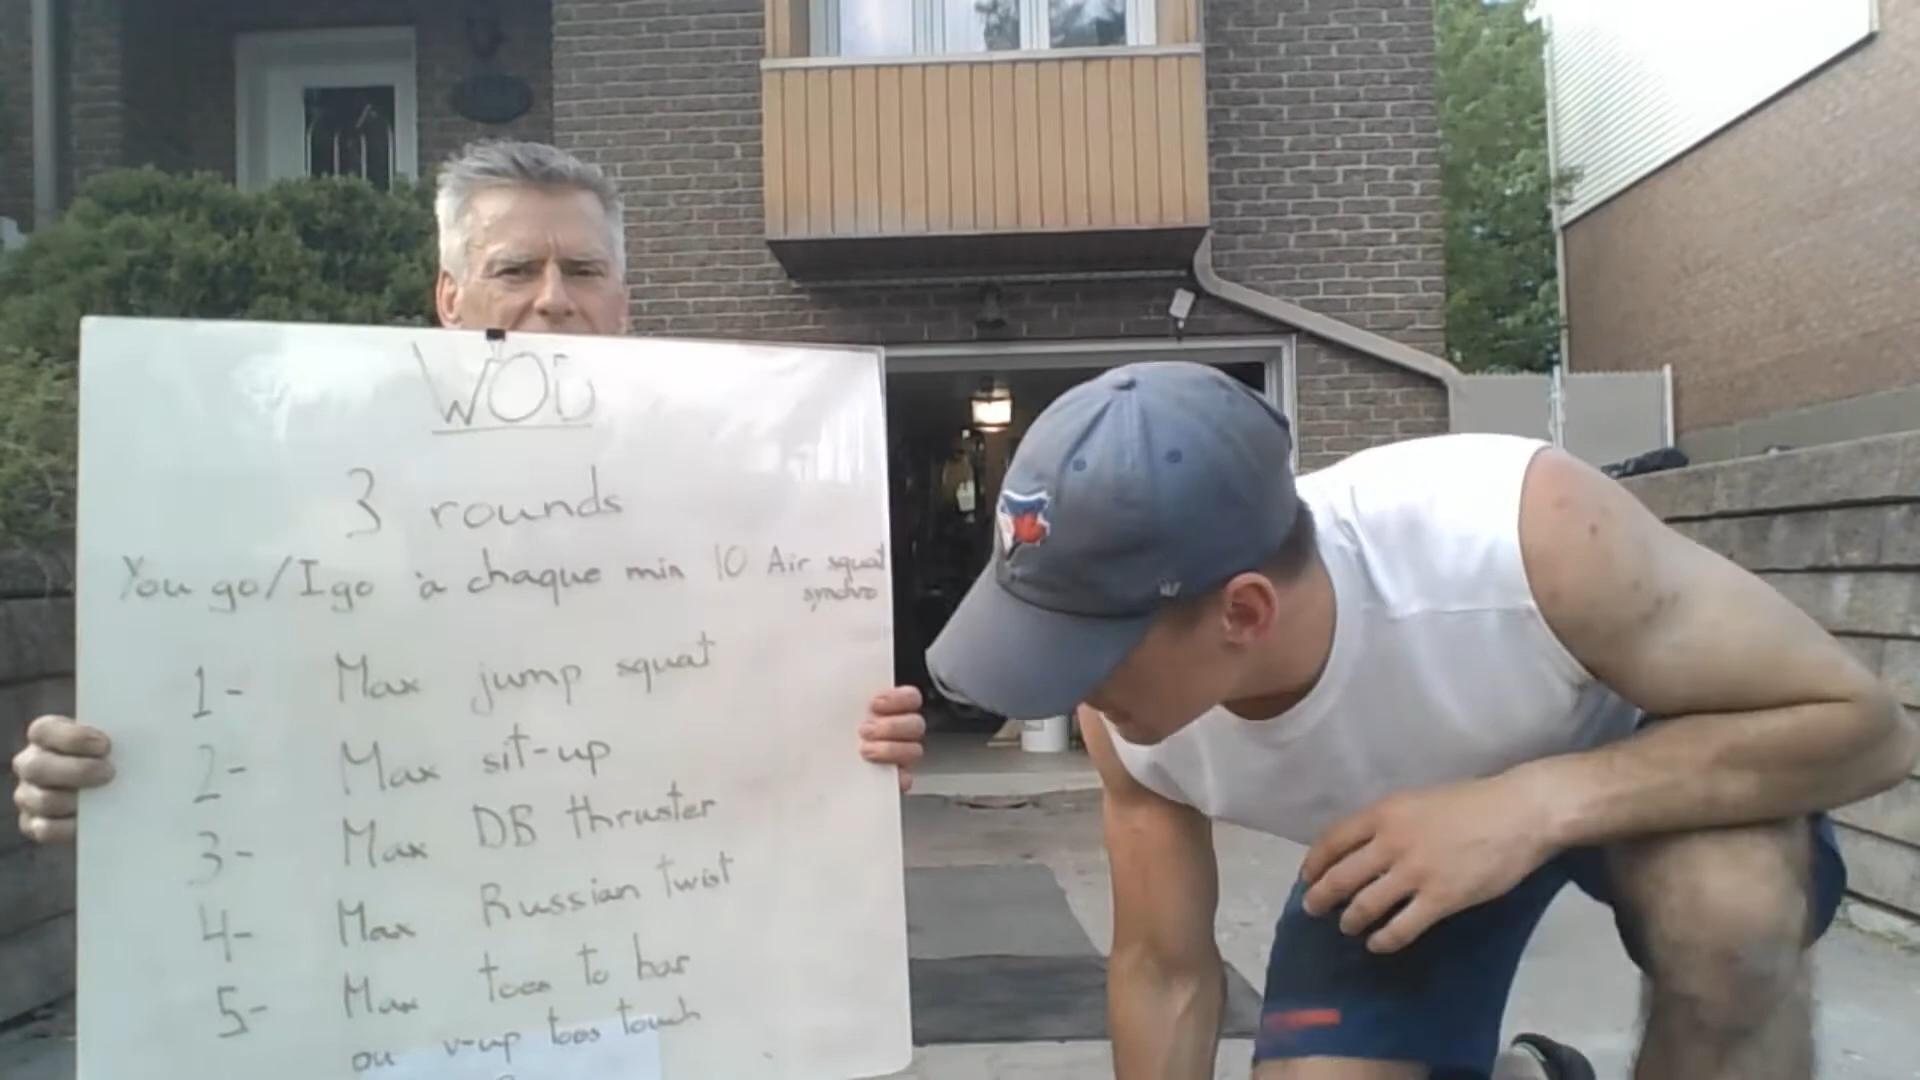 WOD
3 rounds
You go/I go à chaque min 10 Air squat
synchro
1- Max jump squat
2- Max sit-up
3- Max DB thruster
4- Max Russian twist
5- Max toes to bar
ou v-up toes touch